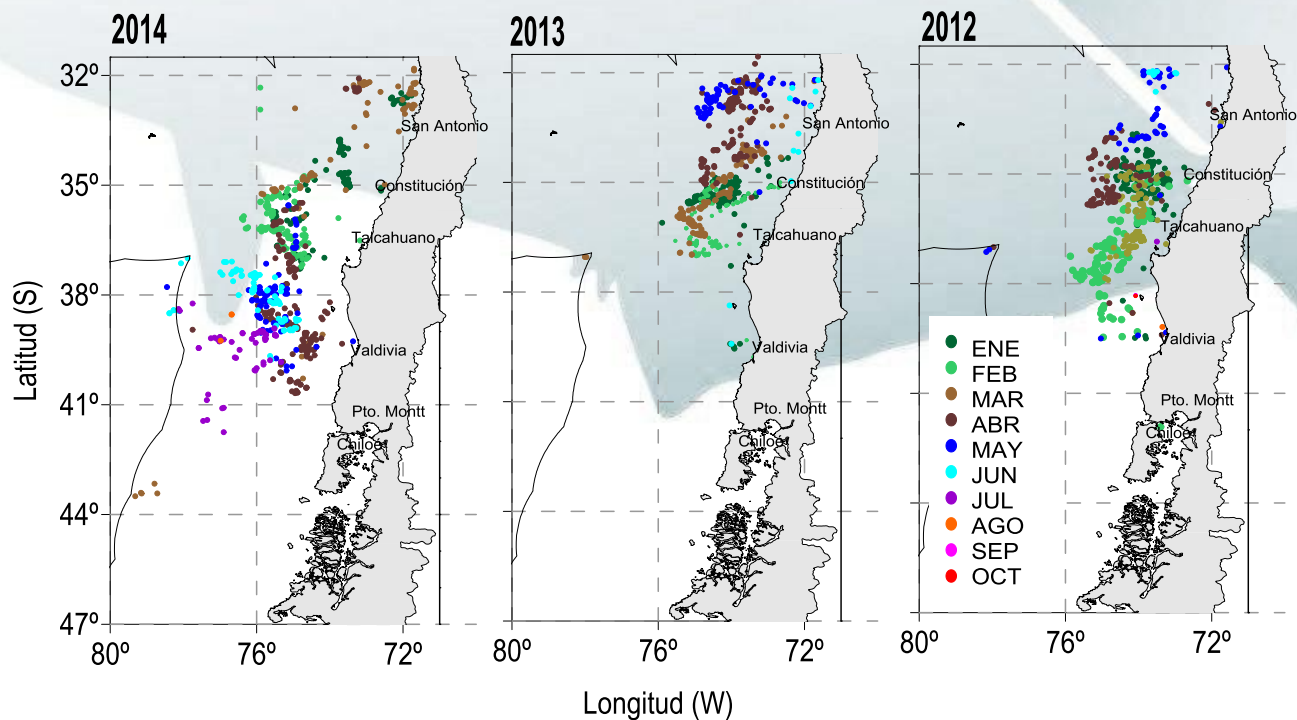 2014
2013
2012
32º
35º
38º
41º
44º
47º
Latitud (S)
San Antonio
Constitución
Talcahuano
Valdivia
Pto. Montt
Chiloé
80º
76º
72º
San Antonio
Constitución
Talcahuano
Valdivia
Pto. Montt
Chiloé
80º
76º
72º
San Antonio
Constitución
Talcahuano
Valdivia
Pto. Montt
Chiloé
80º
76º
72º
ENE
FEB
MAR
ABR
MAY
JUN
JUL
AGO
SEP
OCT
Longitud (W)